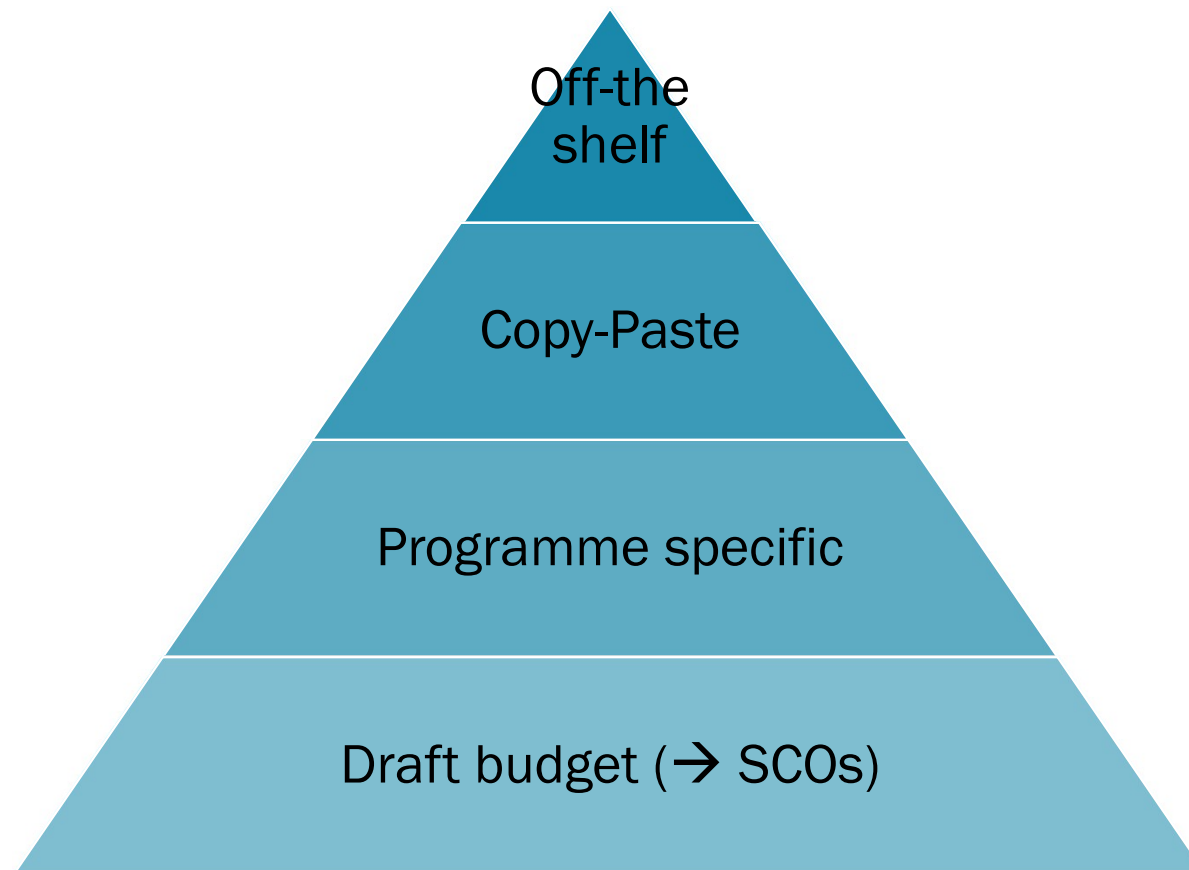 Off-the
shelf
Copy-Paste
Programme specific
Draft budget (→ SCOs)